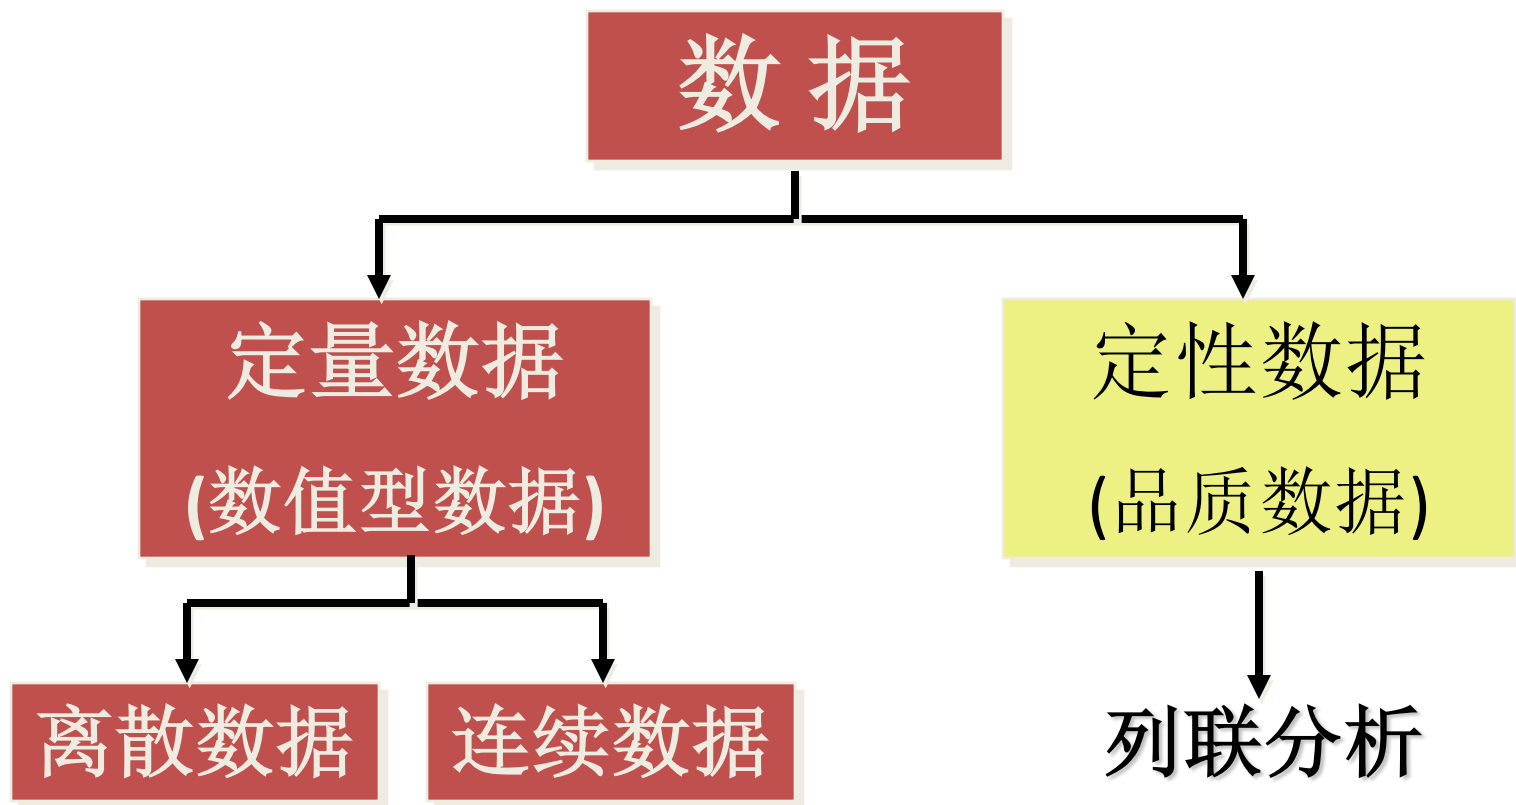 数 据
定量数据
(数值型数据)
定性数据
(品质数据)
离散数据
连续数据
列联分析